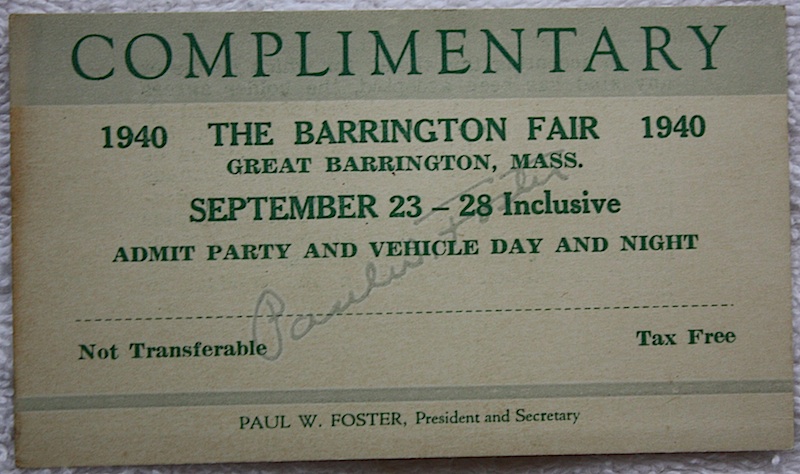 COMPLIMENTARY
1940 THE BARRINGTON FAIR 1940
GREAT BARRINGTON, MASS.
SEPTEMBER 23 – 28 Inclusive
ADMIT PARTY AND VEHICLE DAY AND NIGHT
Paul W. Foster
Not Transferable
Tax Free
PAUL W. FOSTER, President and Secretary